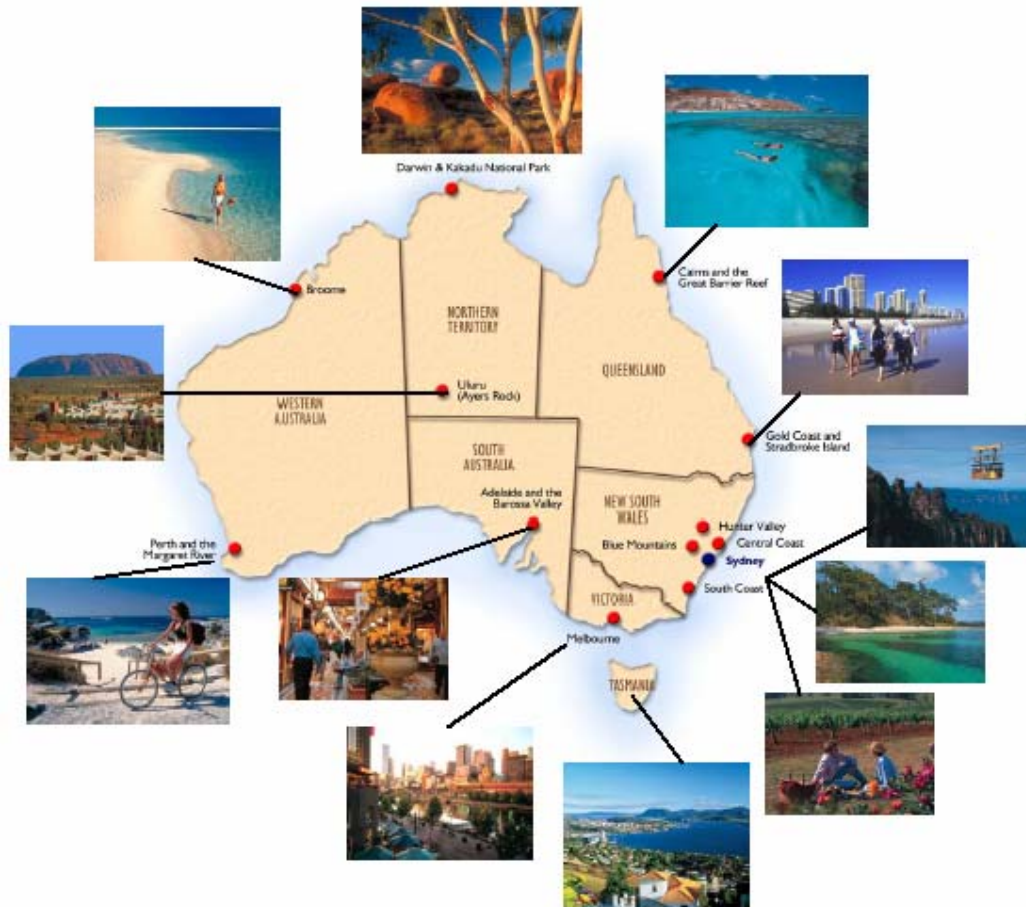 Darwin & Kakadu National Park
Broome
Cairns and the
Great Barrier Reef
NORTHERN
TERRITORY
QUEENSLAND
Uluru
(Ayers Rock)
WESTERN
AUSTRALIA
Gold Coast and
Stradbroke Island
SOUTH
AUSTRALIA
Adelaide and the
Barossa Valley
NEW SOUTH
WALES
Hunter Valley
Perth and the
Margaret River
Blue Mountains
Central Coast
Sydney
South Coast
VICTORIA
Melbourne
TASMANIA